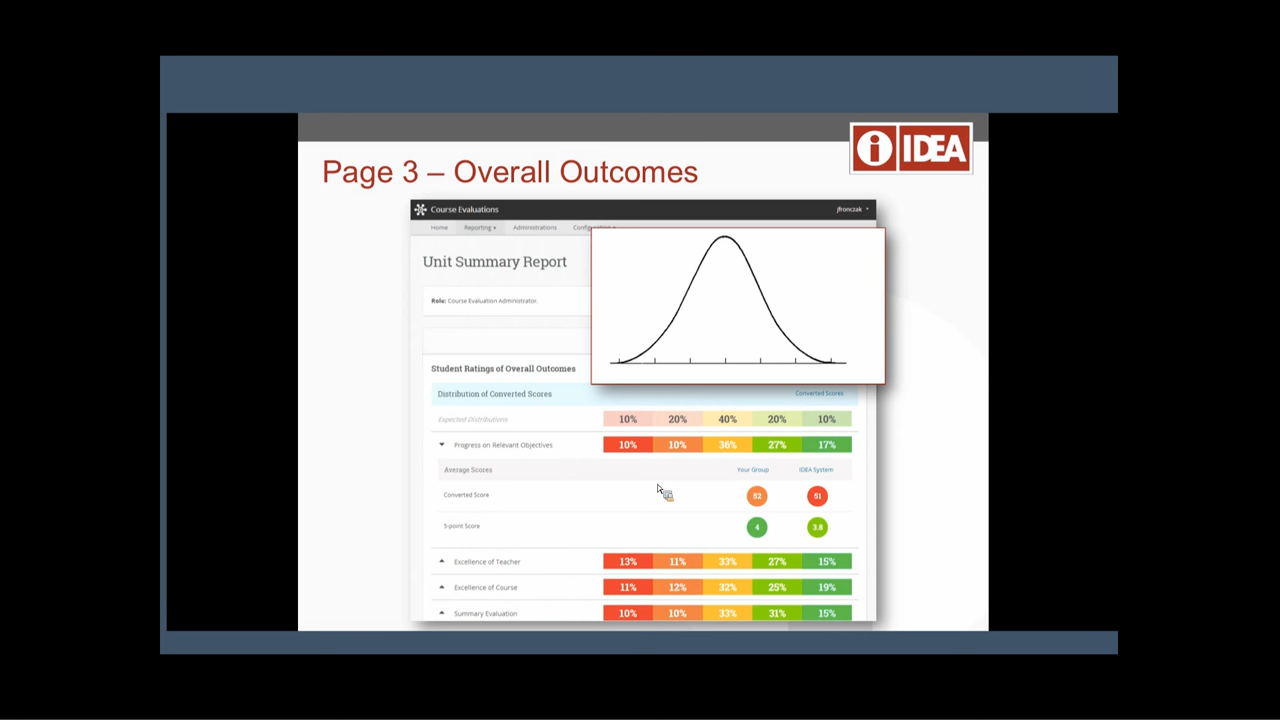 i IDEA
Page 3 – Overall Outcomes
Course Evaluations jfronczak
Home Reporting Administrations
Unit Summary Report
Role: Course Evaluation Administrator.
Student Ratings of Overall Outcomes
Distribution of Converted Scores Converted Scores
Expected Distributions 10% 20% 40% 20% 10%
Progress on Relevant Objectives 10% 10% 36% 27% 17%
Average Scores Your Group IDEA System
Converted Score 52 51
5-point Score 4 3.8
Excellence of Teacher 13% 11% 33% 27% 15%
Excellence of Course 11% 12% 32% 25% 19%
Summary Evaluation 10% 10% 33% 31% 15%